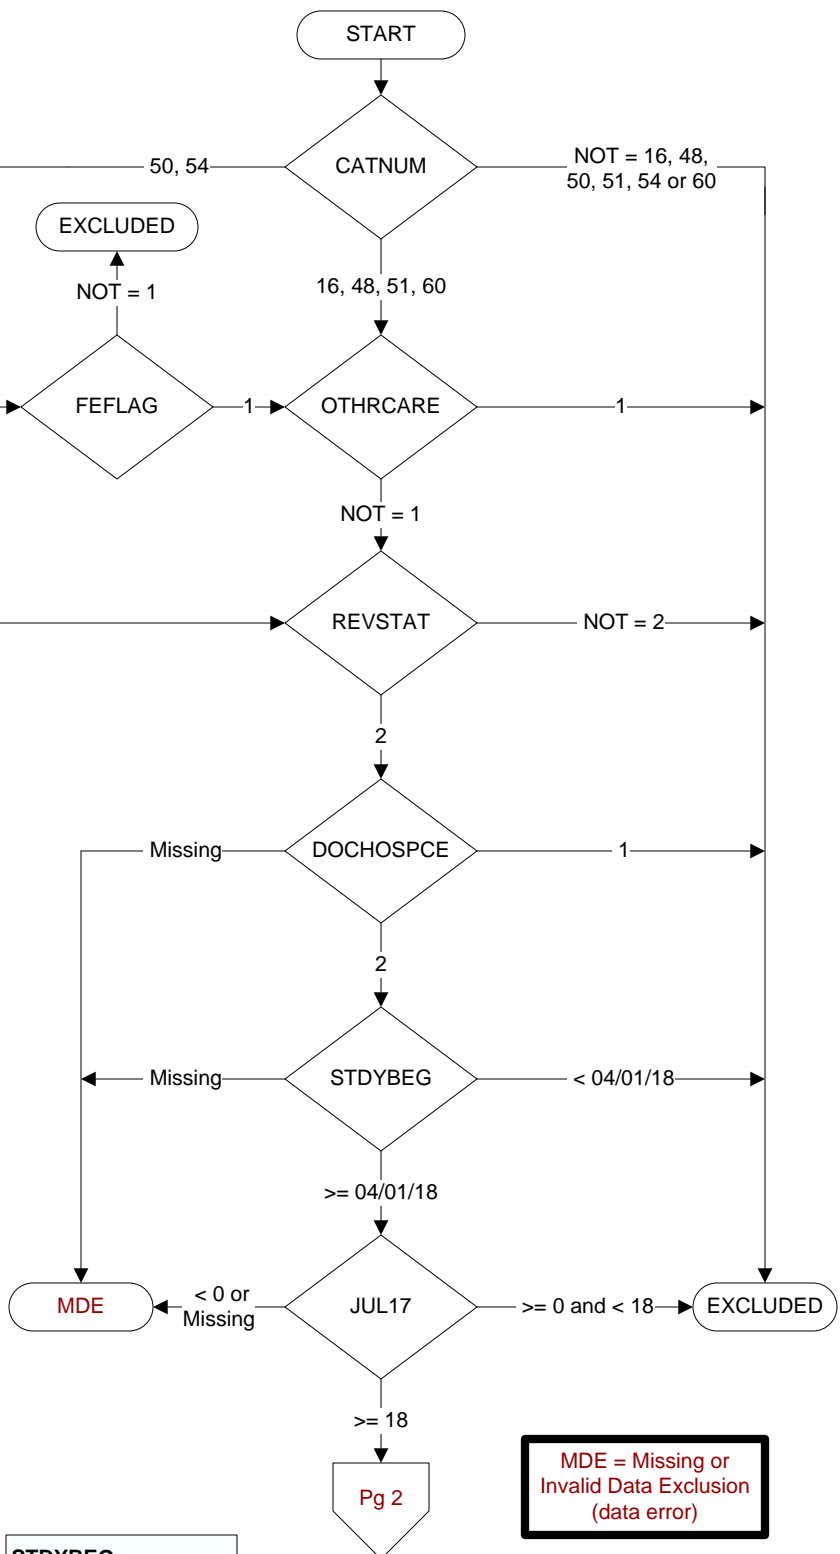 START
50, 54
CATNUM
NOT = 16, 48,
50, 51, 54 or 60
EXCLUDED
NOT = 1
16, 48, 51, 60
FEFLAG
1
OTHRCARE
1
NOT = 1
REVSTAT
NOT = 2
2
Missing
DOCHOSPCE
1
2
Missing
STDYBEG
< 04/01/18
>= 04/01/18
MDE
< 0 or
Missing
JUL17
>= 0 and < 18
EXCLUDED
>= 18
Pg 2
MDE = Missing or
Invalid Data Exclusion
(data error)
STDYBEG